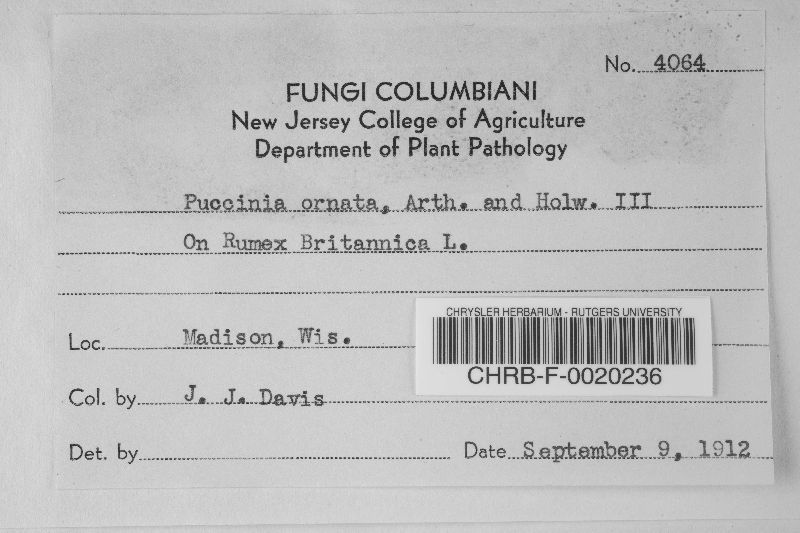 No. 4064
FUNGI COLUMBIANI
New Jersey College of Agriculture
Department of Plant Pathology
Puccinia ornata, Arth. and Holw. III
On Rumex Britannica L.
Loc. Madison, Wis.
CHRYSLER HERBARIUM - RUTGERS UNIVERSITY
CHRB-F-0020236
Col. by J. J. Davis
Det. by
Date September 9, 1912